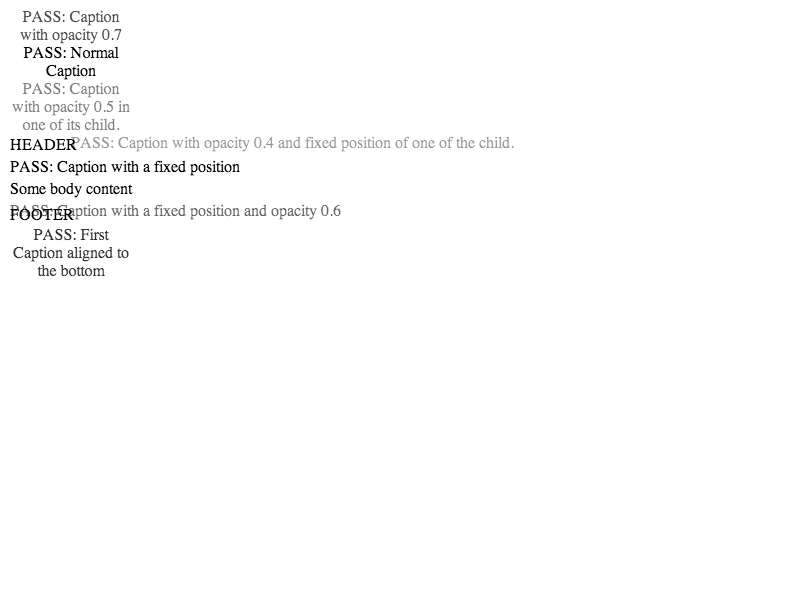 PASS: Caption
with opacity 0.7
PASS: Normal
Caption
PASS: Caption
with opacity 0.5 in
one of its child.
HEADER
PASS: Caption with opacity 0.4 and fixed position of one of the child.
PASS: Caption with a fixed position
Some body content
PASS: Caption with a fixed position and opacity 0.6
FOOTER
PASS: First
Caption aligned to
the bottom